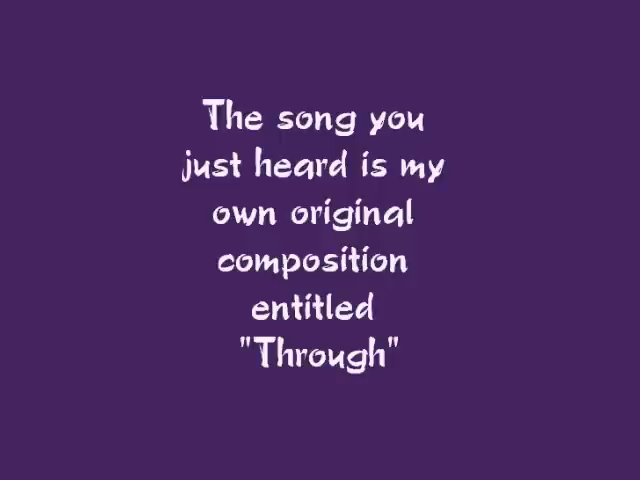 The song you
just heard is my
own original
composition
entitled
"Through"